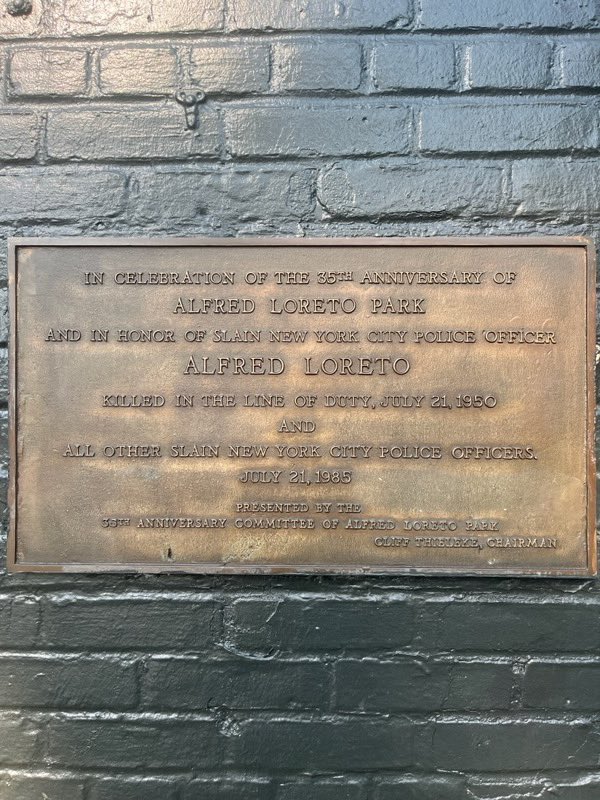 IN CELEBRATION OF THE 35TH ANNIVERSARY OF
ALFRED LORETO PARK
AND IN HONOR OF SLAIN NEW YORK CITY POLICE OFFICER
ALFRED LORETO
KILLED IN THE LINE OF DUTY, JULY 21, 1950
AND
ALL OTHER SLAIN NEW YORK CITY POLICE OFFICERS.
JULY 21, 1985
PRESENTED BY THE
35TH ANNIVERSARY COMMITTEE OF ALFRED LORETO PARK
CLIFF THIELEKE, CHAIRMAN